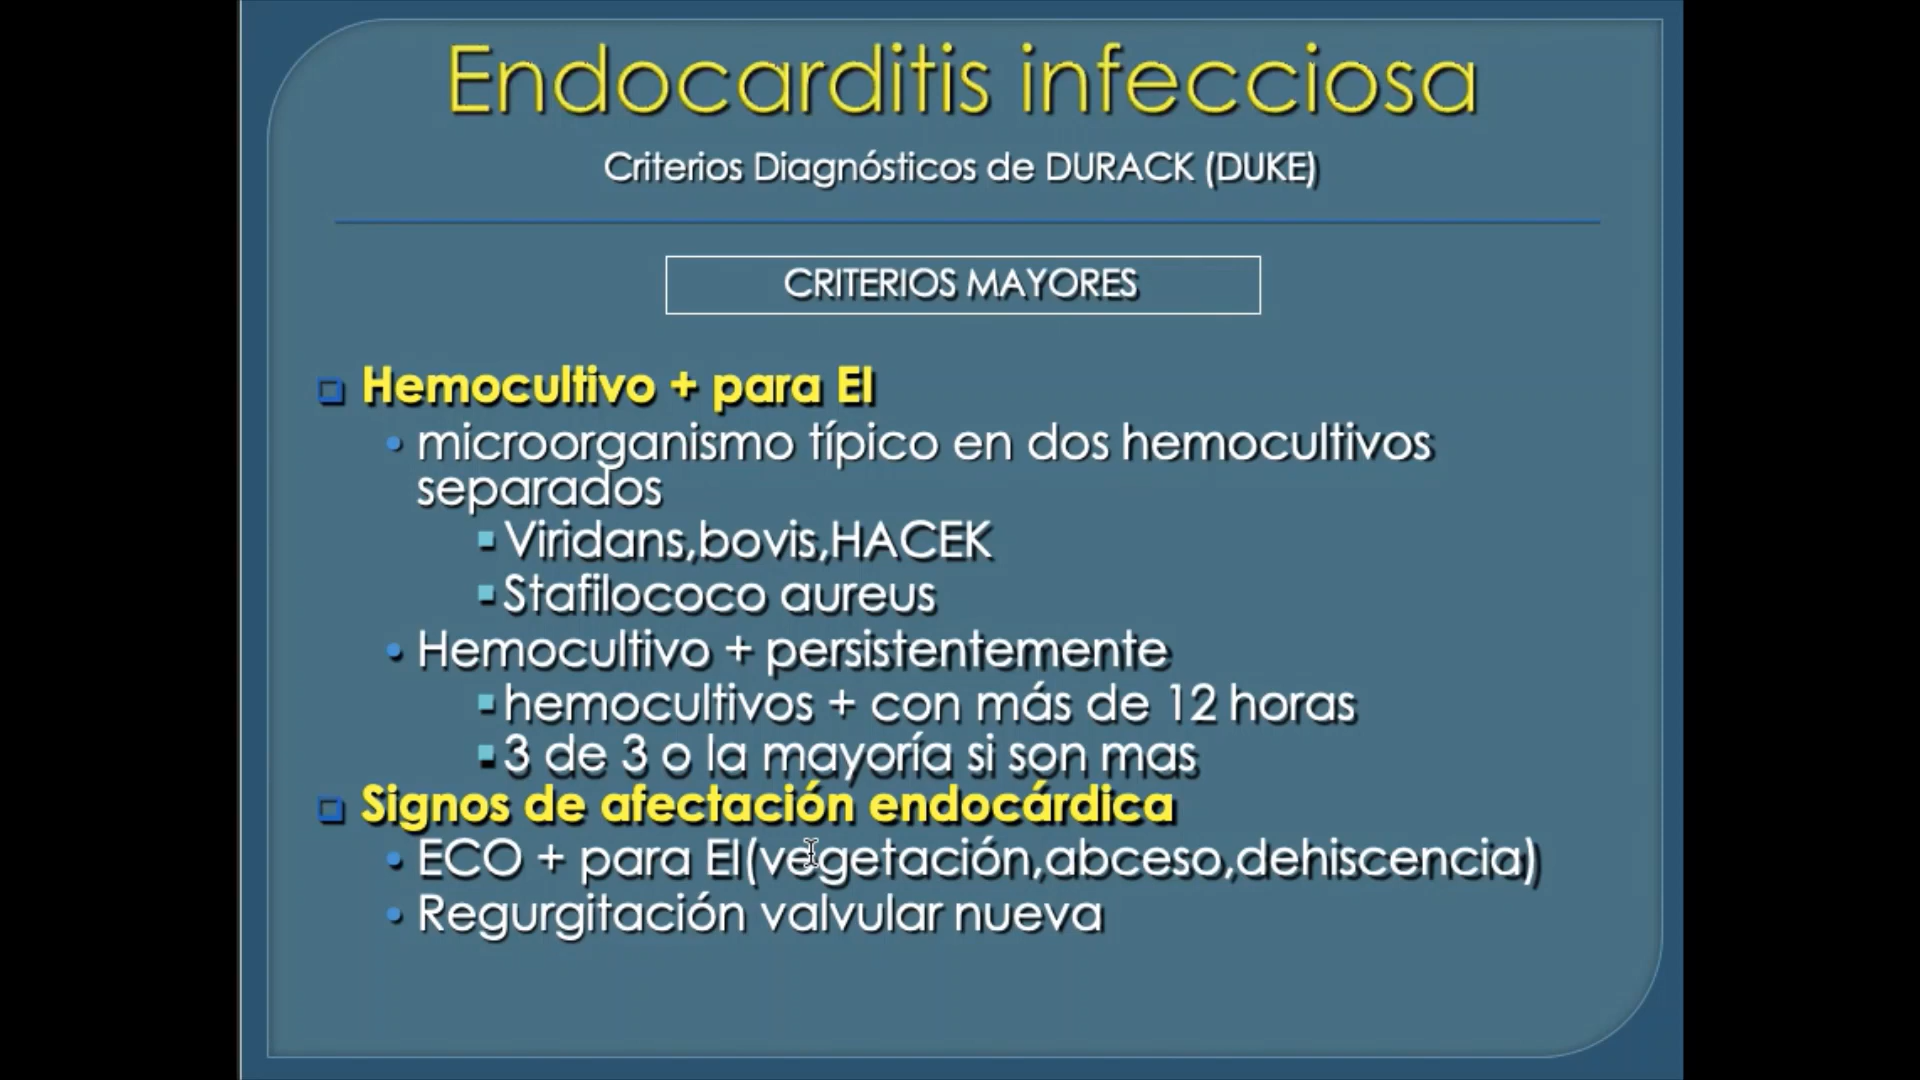 Endocarditis infecciosa
Criterios Diagnósticos de DURACK (DUKE)
CRITERIOS MAYORES
Hemocultivo + para EI
microorganismo típico en dos hemocultivos
separados
Viridans,bovis,HACEK
Stafilococo aureus
Hemocultivo + persistentemente
hemocultivos + con más de 12 horas
3 de 3 o la mayoría si son mas
Signos de afectación endocárdica
ECO + para EI(vegetación,abceso,dehiscencia)
Regurgitación valvular nueva